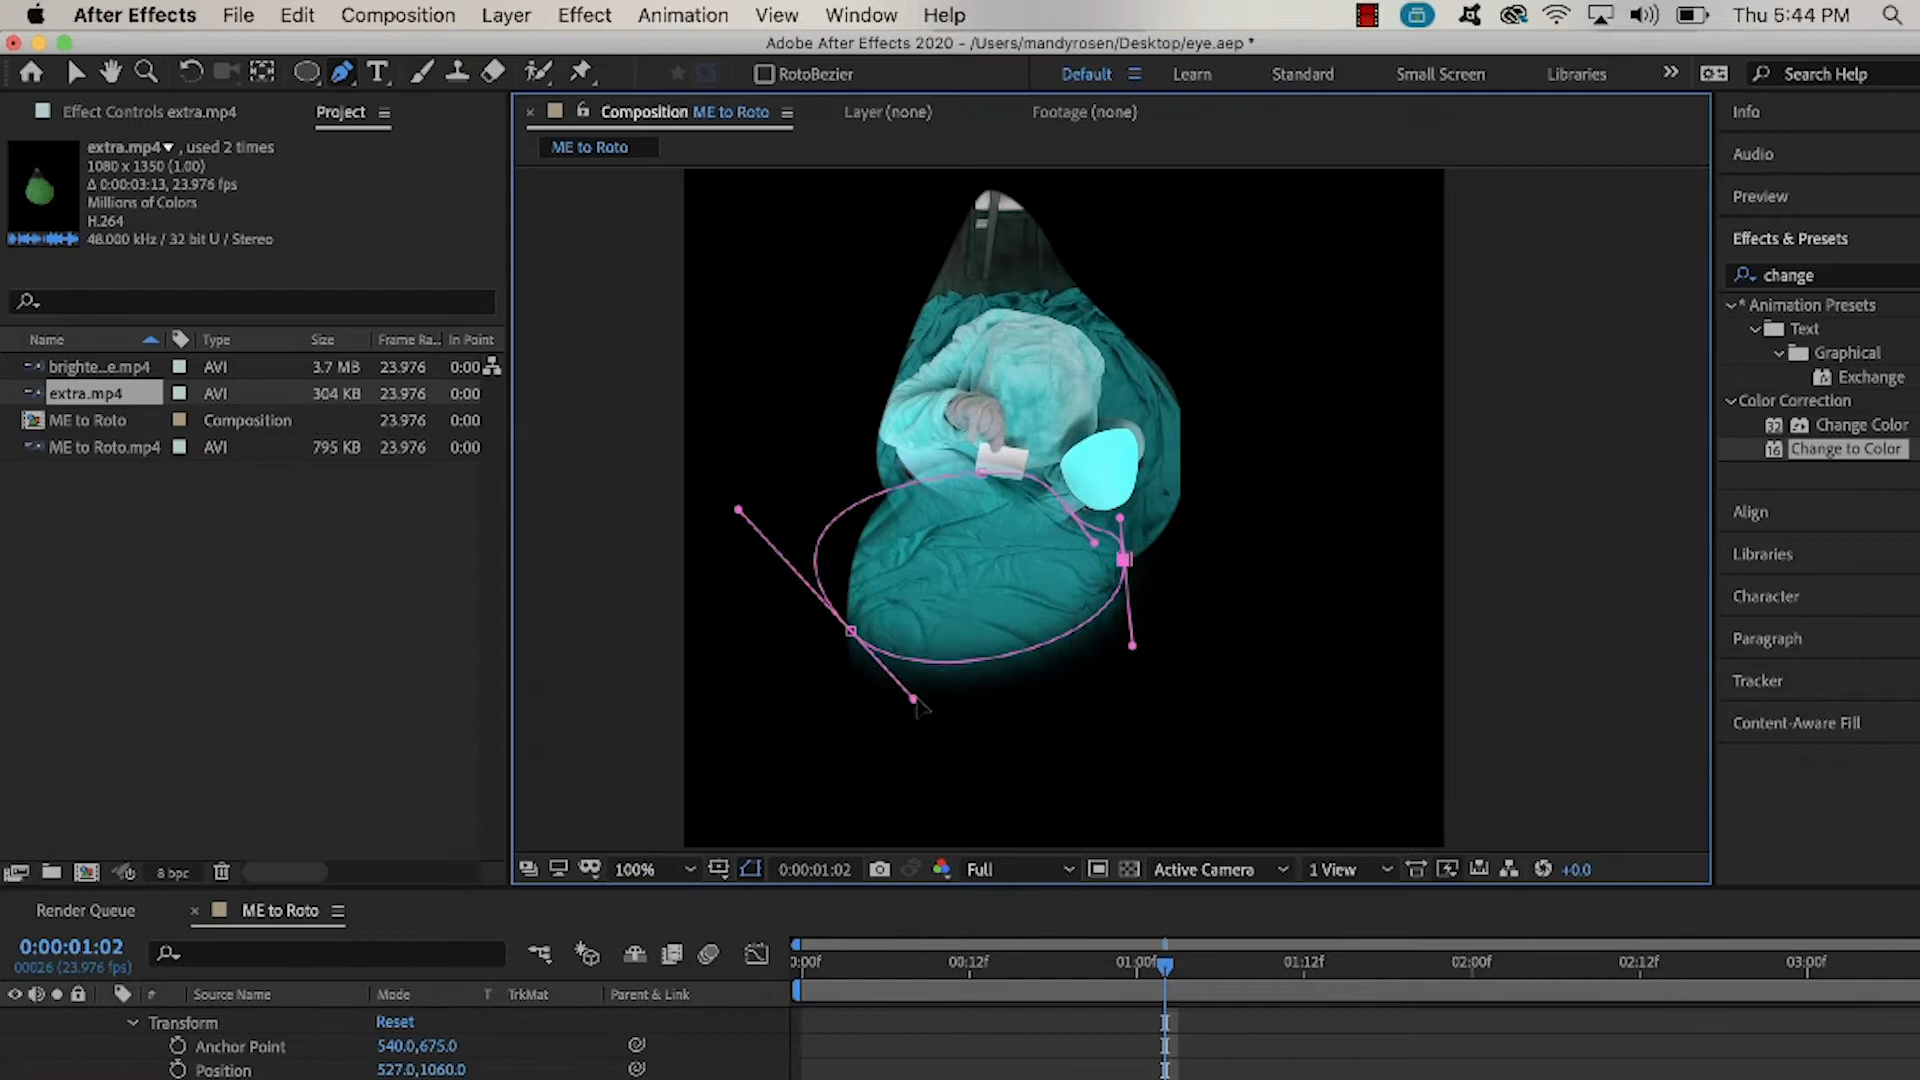 After Effects File Edit Composition Layer Effect Animation View Window Help Thu 5:44 PM
Adobe After Effects 2020 - /Users/mandyrosen/Desktop/eye.aep *
T RotoBezier Default Learn Standard Small Screen Libraries Search Help
Effect Controls extra.mp4 Project Composition ME to Roto Layer (none) Footage (none) Info
extra.mp4 , used 2 times ME to Roto Audio
1080 x 1350 (1.00)
Δ 0:00:03:13, 23.976 fps Preview
Millions of Colors
H.264
48.000 kHz / 32 bit U / Stereo Effects & Presets
change
* Animation Presets
Text
Name Type Size Frame Ra... In Point Graphical
brighte...e.mp4 AVI 3.7 MB 23.976 0:00 Exchange
extra.mp4 AVI 304 KB 23.976 0:00 Color Correction
ME to Roto Composition 23.976 0:00 32 Change Color
ME to Roto.mp4 AVI 795 KB 23.976 0:00 16 Change to Color
Align
Libraries
Character
Paragraph
Tracker
Content-Aware Fill
8 bpc 100% 0:00:01:02 Full Active Camera 1 View +0.0
Render Queue ME to Roto
0:00:01:02
00026 (23.976 fps) 0:00f 00:12f 01:00f 01:12f 02:00f 02:12f 03:00f
# Source Name Mode T TrkMat Parent & Link
Transform Reset
Anchor Point 540.0,675.0
Position 527.0,1060.0